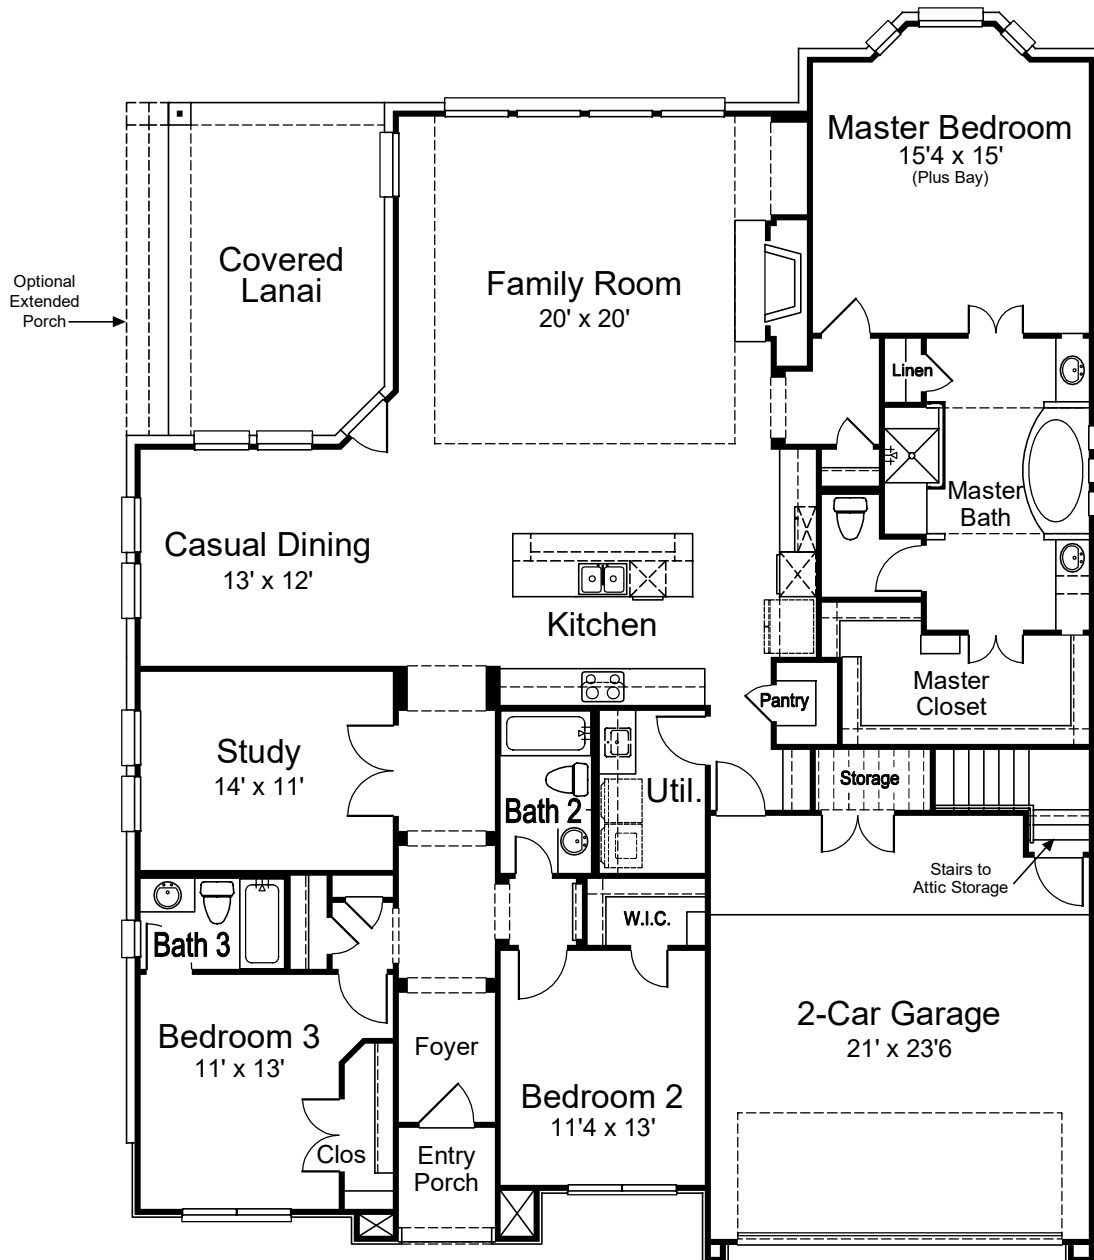 Master Bedroom
15'4 x 15'
(Plus Bay)
Covered
Lanai
Family Room
20' x 20'
Optional
Extended
Porch
Linen
Master
Bath
Casual Dining
13' x 12'
Kitchen
Master
Closet
Pantry
Study
14' x 11'
Storage
Util.
Bath 2
Stairs to
Attic Storage
W.I.C.
Bath 3
2-Car Garage
21' x 23'6
Bedroom 3
11' x 13'
Foyer
Bedroom 2
11'4 x 13'
Clos
Entry
Porch